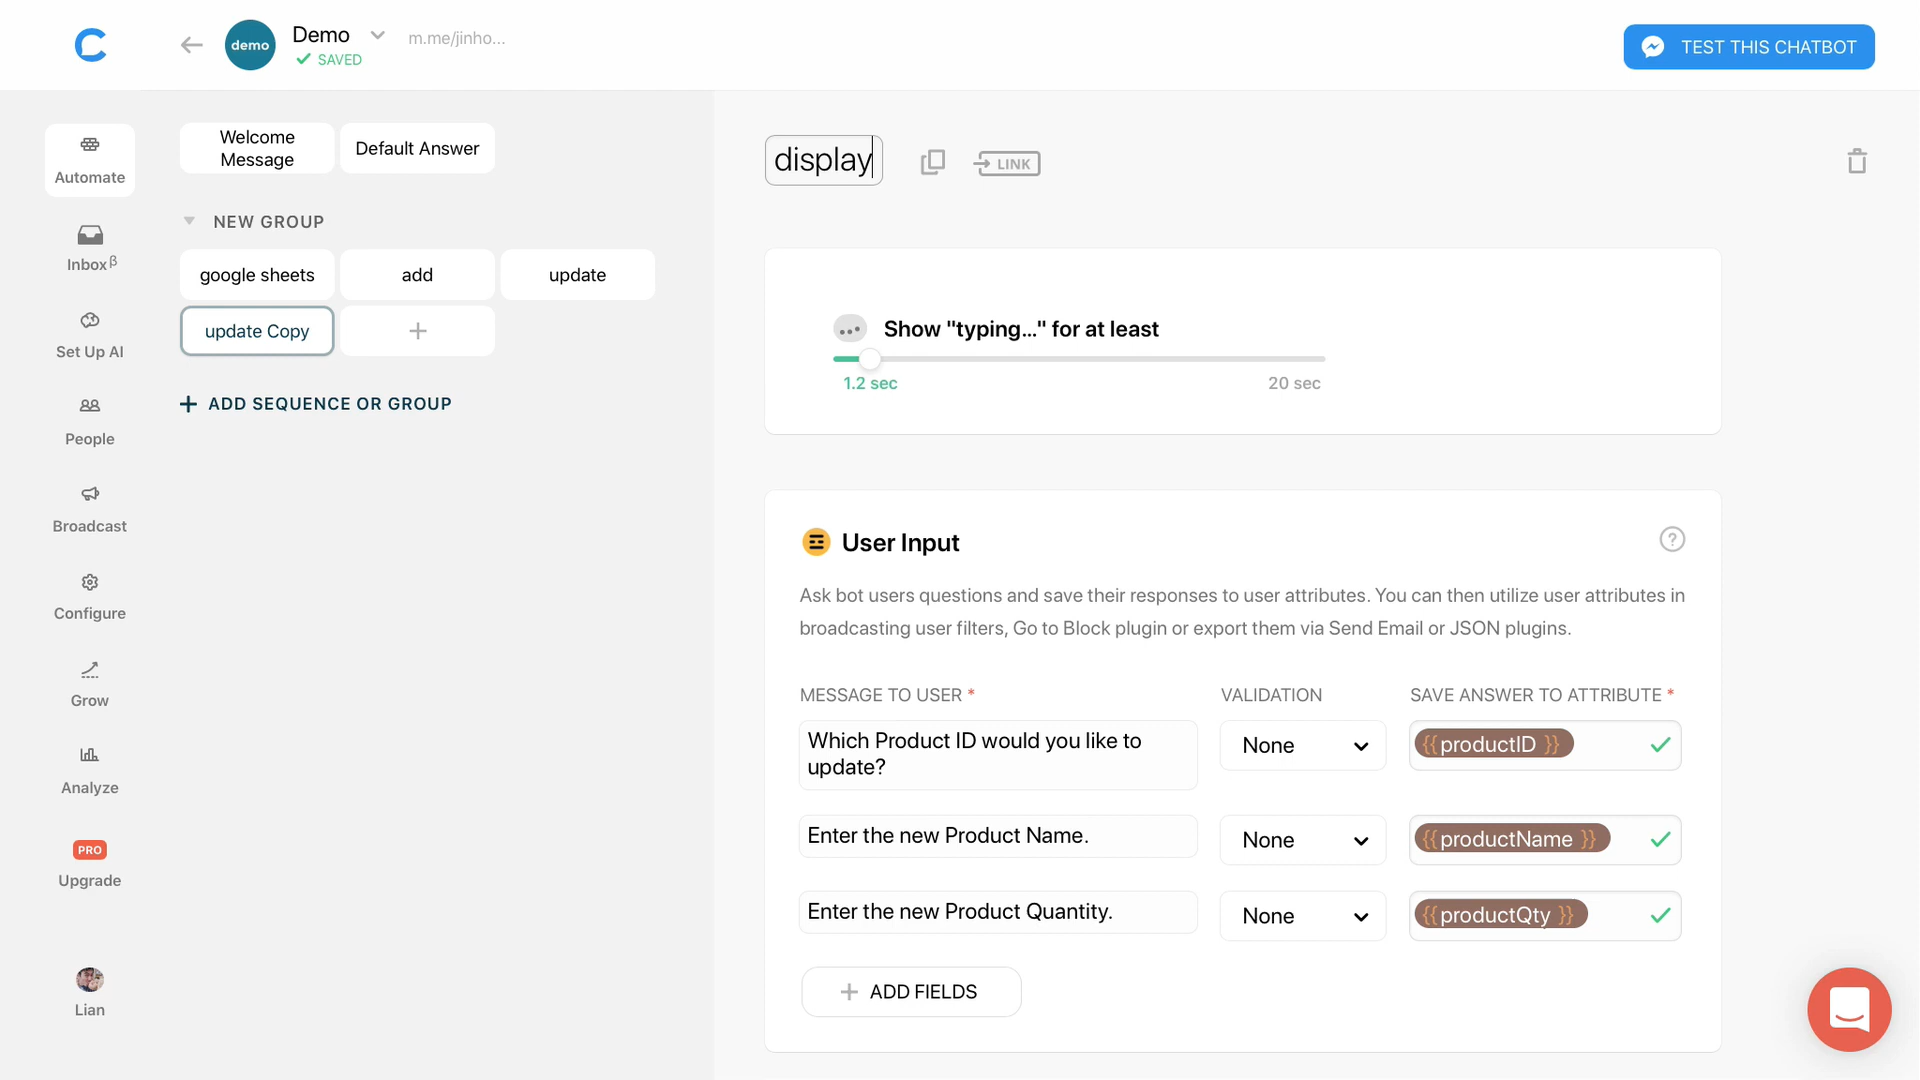 demo
Demo
SAVED
m.me/jinho...
TEST THIS CHATBOT
Automate
Inbox β
Set Up AI
People
Broadcast
Configure
Grow
Analyze
PRO
Upgrade
Lian
Welcome
Message
Default Answer
NEW GROUP
google sheets
add
update
update Copy
+
+ ADD SEQUENCE OR GROUP
display
LINK
Show "typing..." for at least
1.2 sec
20 sec
User Input
?
Ask bot users questions and save their responses to user attributes. You can then utilize user attributes in
broadcasting user filters, Go to Block plugin or export them via Send Email or JSON plugins.
MESSAGE TO USER *
VALIDATION
SAVE ANSWER TO ATTRIBUTE *
Which Product ID would you like to
update?
None
{{productID }}
Enter the new Product Name.
None
{{productName }}
Enter the new Product Quantity.
None
{{productQty }}
+ ADD FIELDS